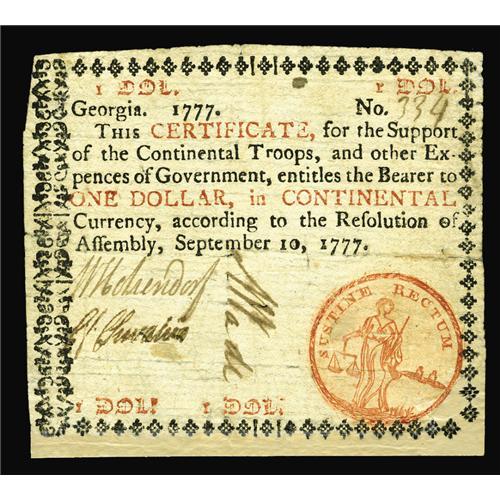 1 DOL. 1 DOL.
Georgia. 1777. No. 334
THIS CERTIFICATE, for the Support
of the Continental Troops, and other Ex-
pences of Government, entitles the Bearer to
ONE DOLLAR, in CONTINENTAL
Currency, according to the Resolution of
Assembly, September 10, 1777.
SUSTINE RECTUM
1 DOL! 1 DOL!